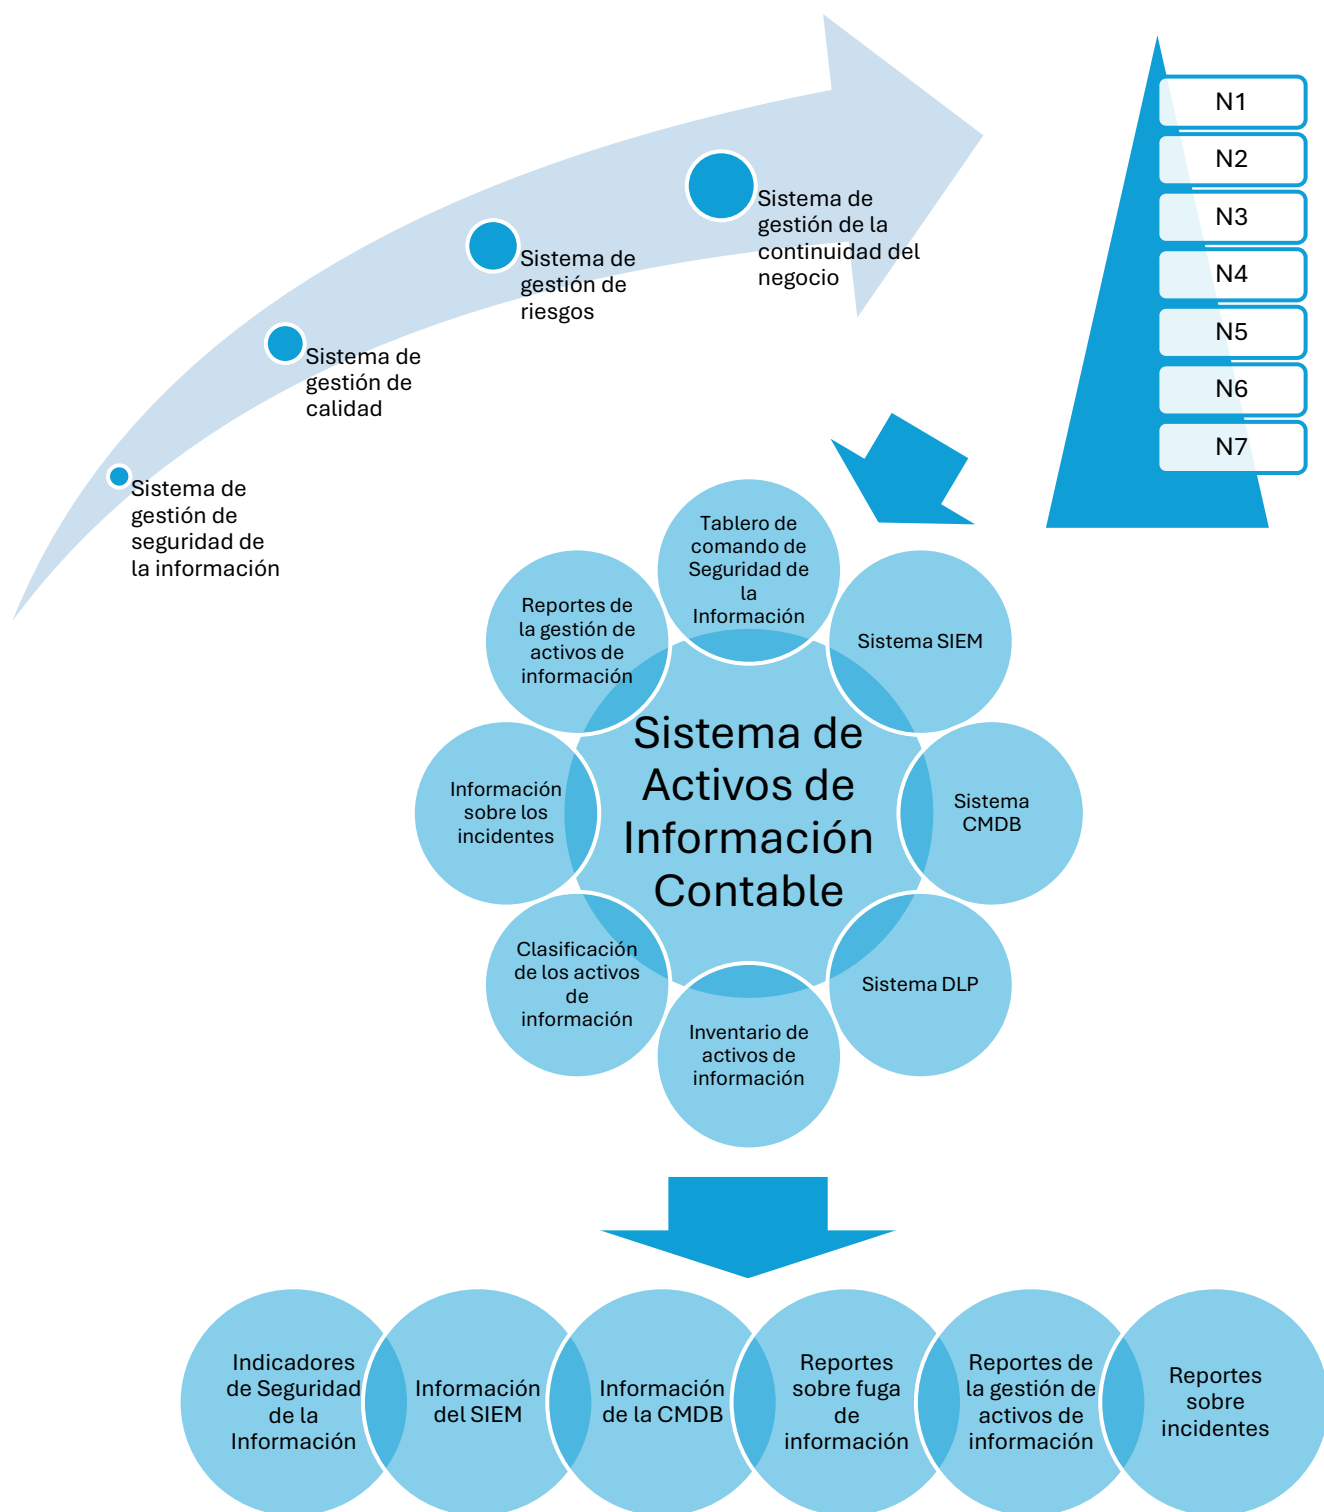 Sistema de
gestión de
seguridad de
la información
Sistema de
gestión de
calidad
Sistema de
gestión de
riesgos
Sistema de
gestión de la
continuidad del
negocio
N1
N2
N3
N4
N5
N6
N7
Tablero de
comando de
Seguridad de
la
Información
Sistema SIEM
Sistema
CMDB
Sistema DLP
Inventario de
activos de
información
Clasificación
de los activos
de
información
Información
sobre los
incidentes
Reportes de
la gestión de
activos de
información
Sistema de
Activos de
Información
Contable
Indicadores
de Seguridad
de la
Información
Información
del SIEM
Información
de la CMDB
Reportes
sobre fuga
de
información
Reportes de
la gestión de
activos de
información
Reportes
sobre
incidentes